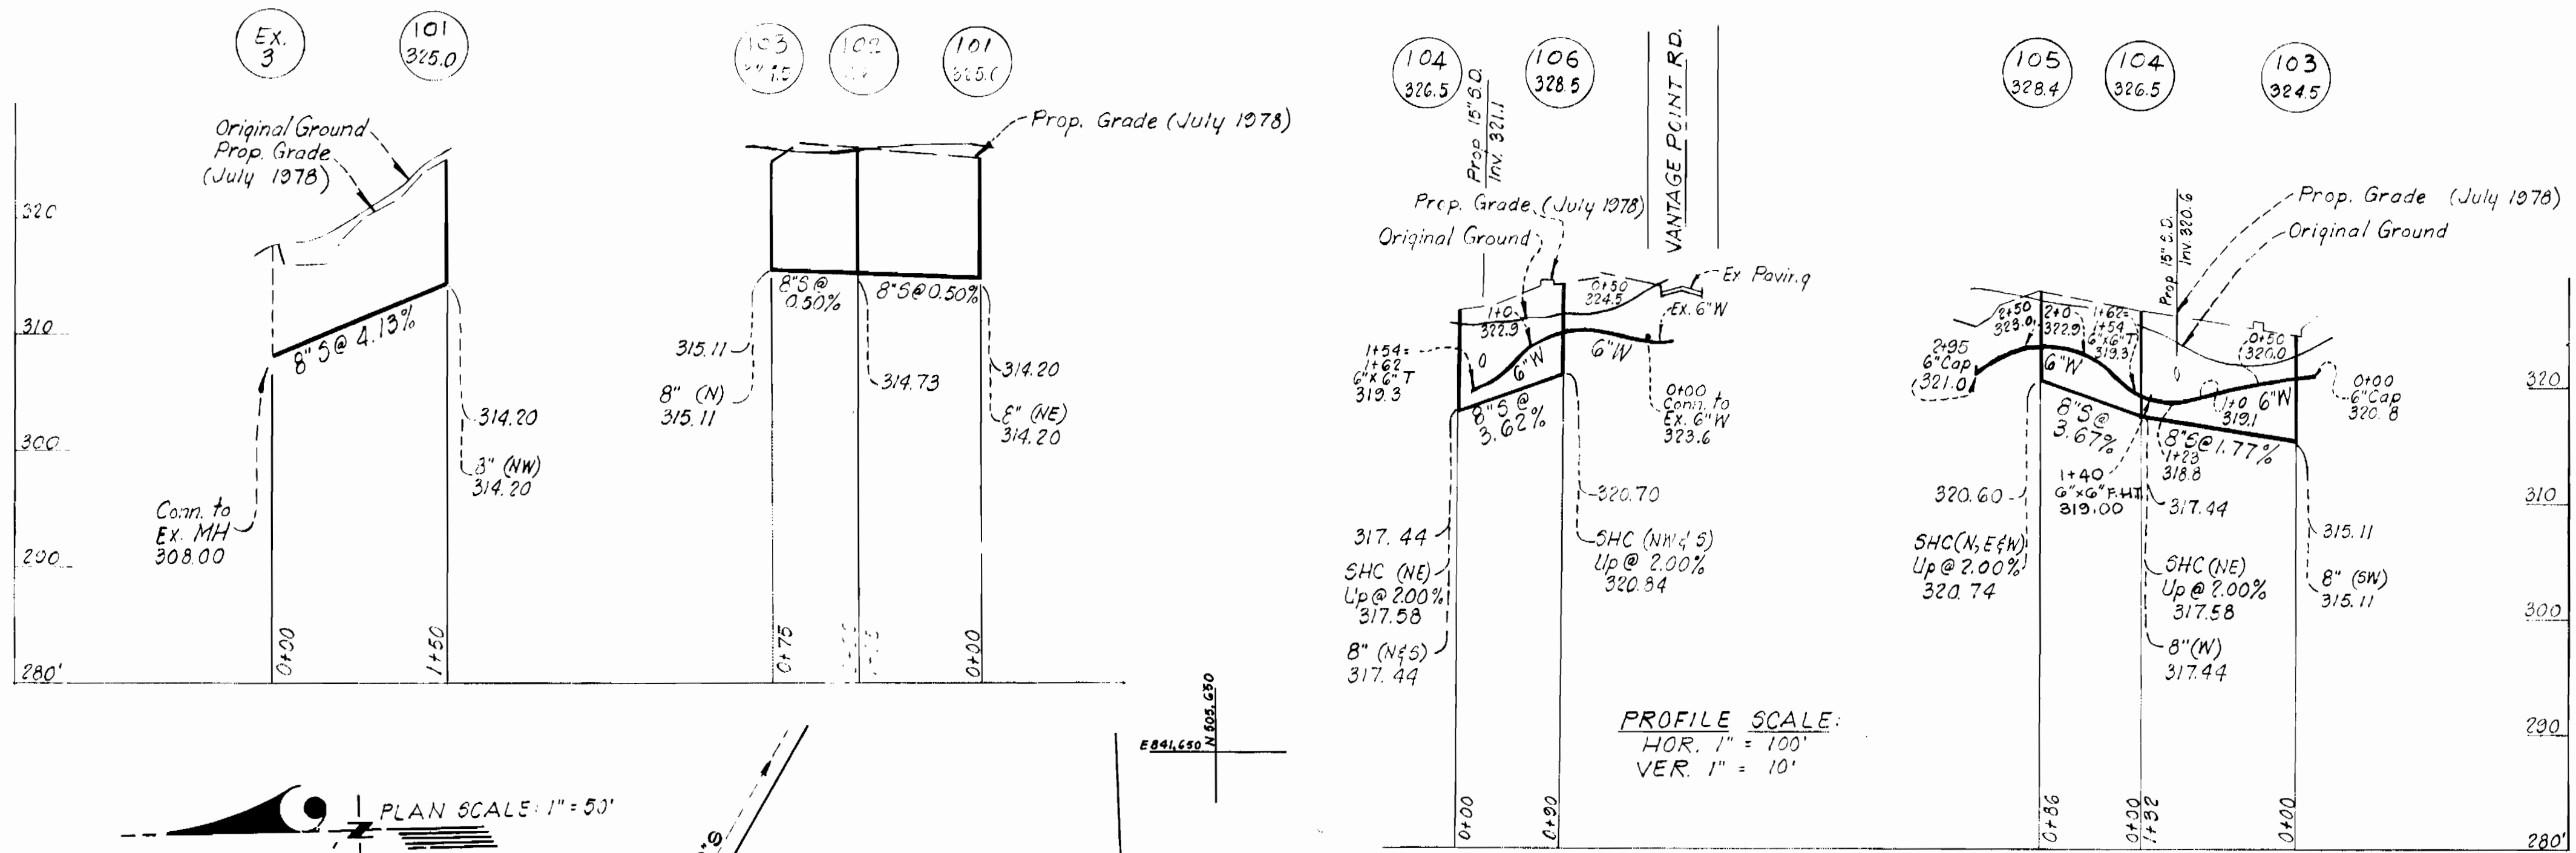 EX.
3
101
325.0
103
102
101
104
326.5
106
328.5
105
328.4
104
326.5
103
324.5
Original Ground
Prop. Grade
(July 1978)
320
310
300
290
280'
8"S @ 4.13%
Conn. to
Ex. MH
308.00
314.20
8" (NW)
314.20
0+00
1+50
Prop. Grade (July 1978)
8"S @
0.50%
8"S@0.50%
315.11
8" (N)
315.11
314.73
314.20
8" (NE)
314.20
0+75
0+00
Prop 15" S.D.
Inv. 321.1
VANTAGE POINT RD.
Prop. Grade (July 1978)
Original Ground
Ex Paving
0+50
324.5
1+0
322.9
Ex. 6"W
6"W
6"W
1+54=
1+62
6"x6"T
319.3
8"S @
3.62%
0+00
Conn. to
Ex. 6"W
323.6
317.44
SHC (NE)
Up @ 2.00%
317.58
8" (N&S)
317.44
320.70
SHC (NW & S)
Up @ 2.00%
320.84
0+00
0+90
PROFILE SCALE:
HOR. 1" = 100'
VER. 1" = 10'
Prop 15" S.D.
Inv. 320.6
Prop. Grade (July 1978)
Original Ground
2+50
323.0
2+0
322.9
1+62=
1+54
6"x6"T
319.3
0+50
320.0
2+95
6"Cap
321.0
6"W
1+0
319.1
6"W
0+00
6"Cap
320.8
8"S@
3.67%
8"S@1.77%
1+23
318.8
1+40
6"x6"F.HT
319.00
320.60
SHC(N,E&W)
Up @ 2.00%
320.74
317.44
SHC(NE)
Up @ 2.00%
317.58
8"(W)
317.44
315.11
8" (SW)
315.11
0+86
0+00
1+32
0+00
320
310
300
290
280'
E 841,650
N 505,650
PLAN SCALE: 1" = 50'